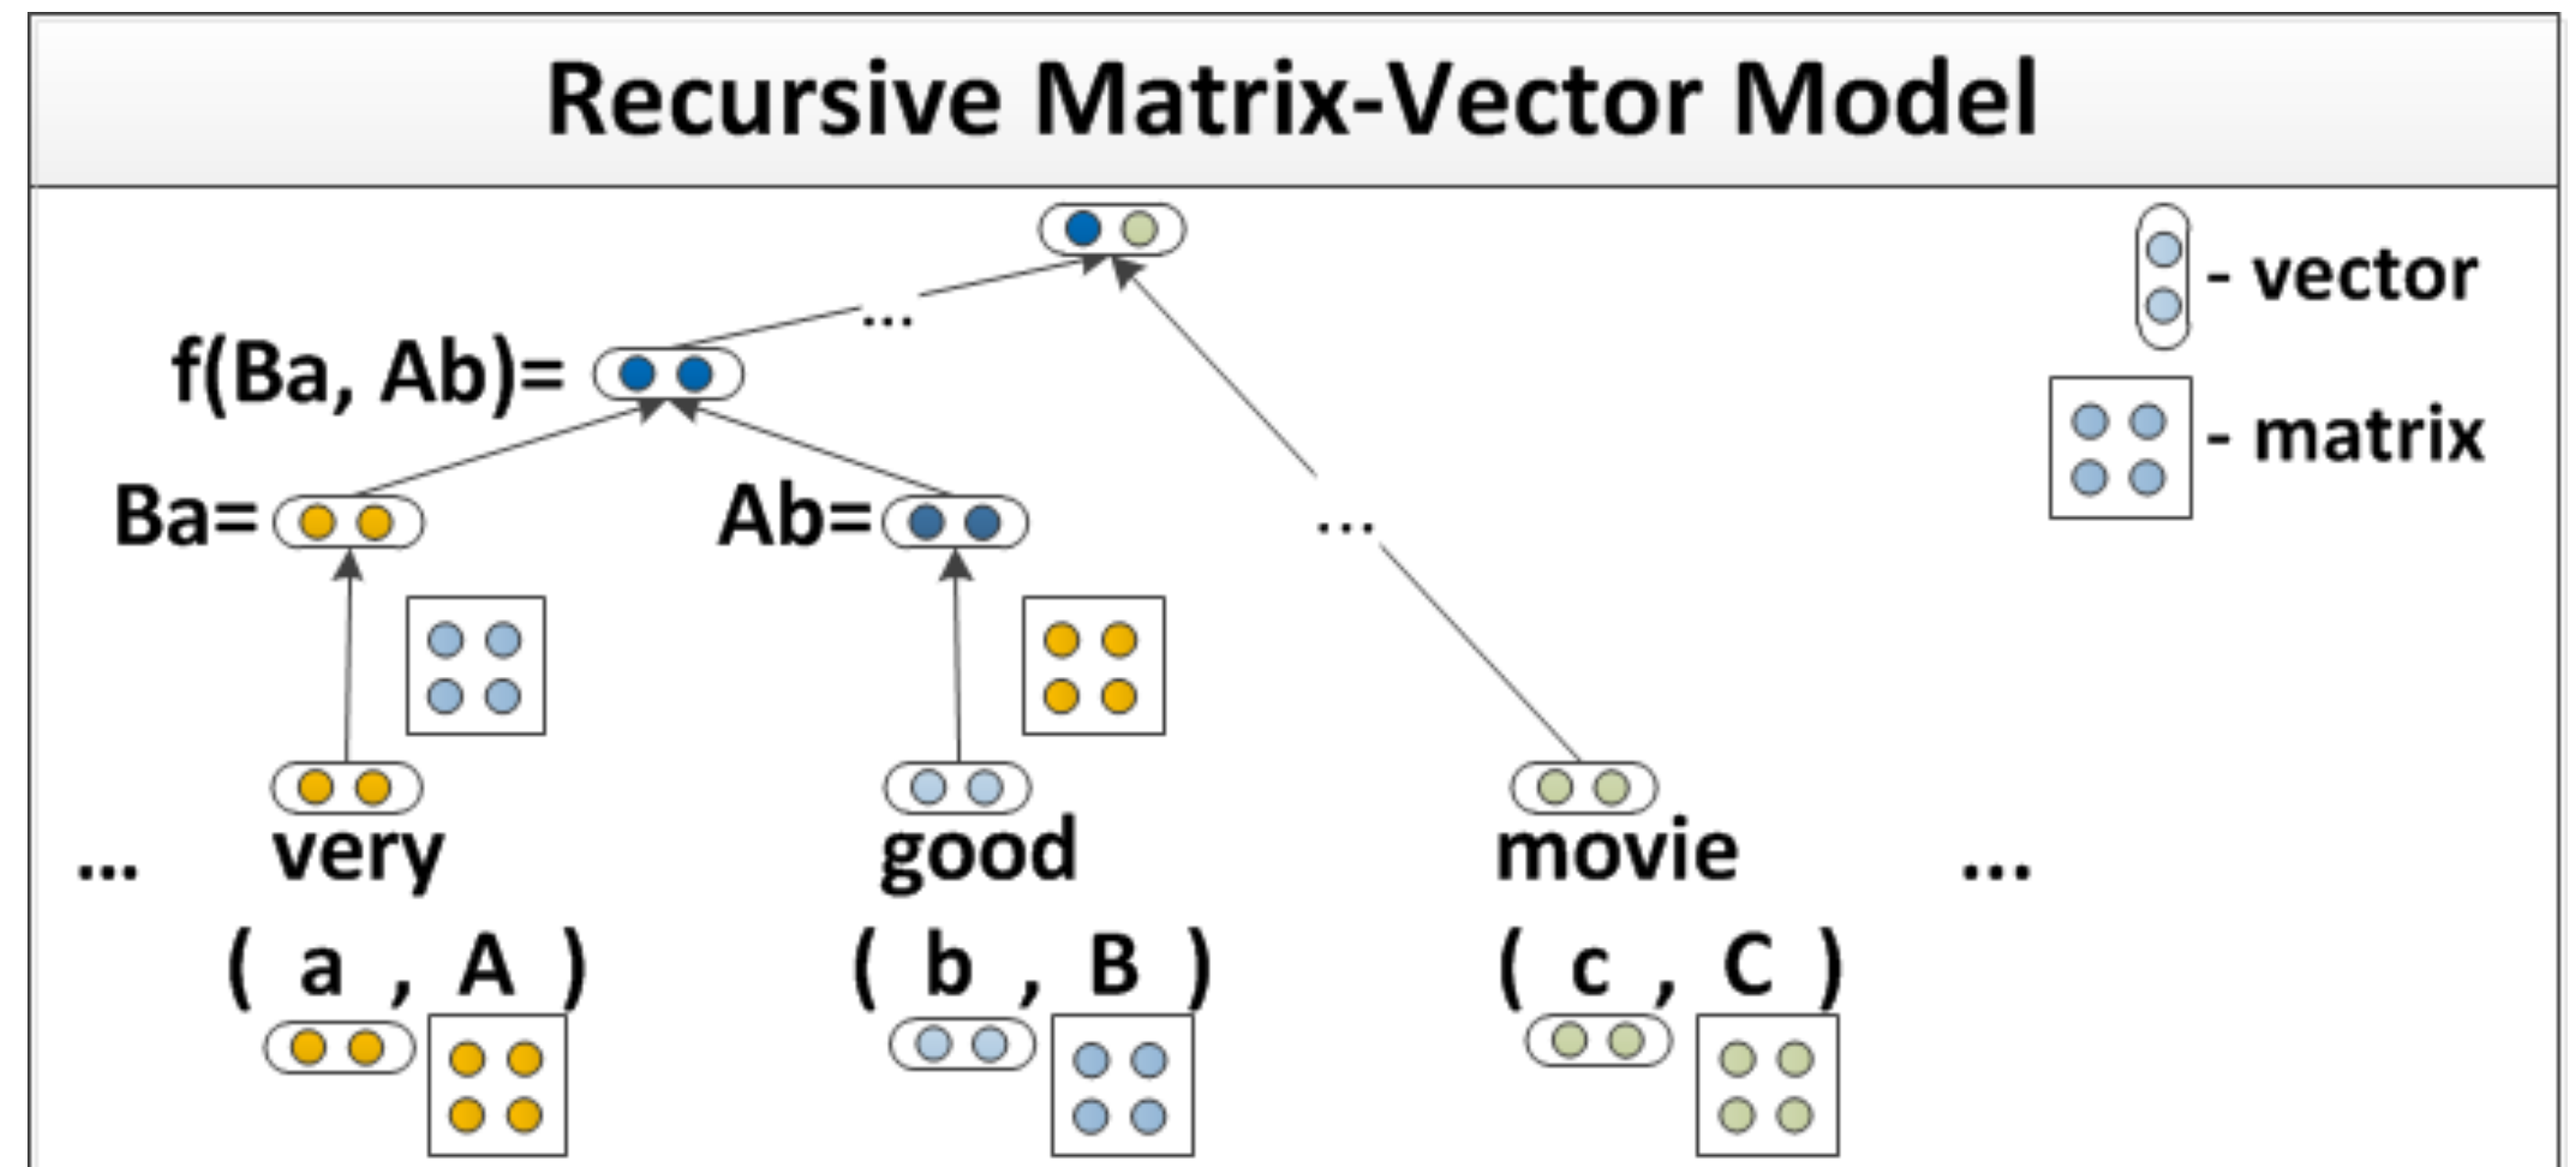 Recursive Matrix-Vector Model
- vector
...
f(Ba, Ab)=
- matrix
Ba=
Ab=
...
... very good movie ...
( a , A ) ( b , B ) ( c , C )